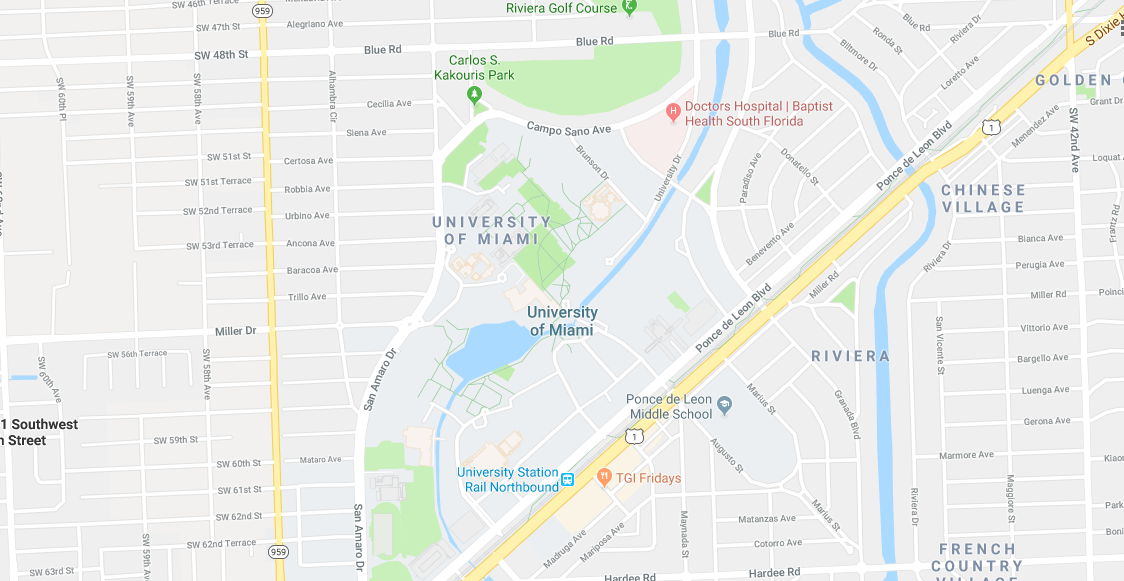 SW 46th Terrace
959
Riviera Golf Course
SW 47th St
Alegriano Ave
SW 48th St
Blue Rd
Blue Rd
Blue Rd
Blue Rd
Ronda St
Riviera Dr
Biltmore Dr
Loretto Ave
S Dixie
Carlos S.
Kakouris Park
GOLDEN
SW 60th Pl
SW 59th Ave
SW 58th Ave
Alhambra Cir
Cecilia Ave
Siena Ave
Campo Sano Ave
Doctors Hospital | Baptist
Health South Florida
Grant Dr
Menendez Ave
SW 42nd Ave
1
Ponce de Leon Blvd
SW 51st St
Certosa Ave
Brunson Dr
University Dr
Paradiso Ave
Donatello St
Loquat
SW 51st Terrace
Robbia Ave
CHINESE
VILLAGE
SW 52nd Terrace
Urbino Ave
UNIVERSITY
OF MIAMI
Frantz Rd
SW 53rd Terrace
Ancona Ave
Benevento Ave
Riviera Dr
Bianca Ave
Baracoa Ave
Perugia Ave
Trillo Ave
Miller Rd
Miller Rd
Poinci
University
of Miami
Ponce de Leon Blvd
Miller Dr
San Vicente St
Vittorio Ave
SW 56th Terrace
RIVIERA
Bargello Ave
SW 60th Ave
SW 58th Ave
San Amaro Dr
Marius St
Granada Blvd
Luenga Ave
Ponce de Leon
Middle School
1 Southwest
h Street
Gerona Ave
SW 59th St
1
Augusto St
Marmore Ave
Mataro Ave
SW 60th St
University Station
Rail Northbound
TGI Fridays
SW 61st St
San Amaro Dr
Riviera Dr
Maggiore St
Marius St
SW 62nd St
Maynada St
Matanzas Ave
SW 59th Ave
SW 62nd Terrace
959
Madruga Ave
Mariposa Ave
Cotorro Ave
FRENCH
COUNTRY
VILLAGE
SW 63rd St
Hardee Rd
Hardee Rd